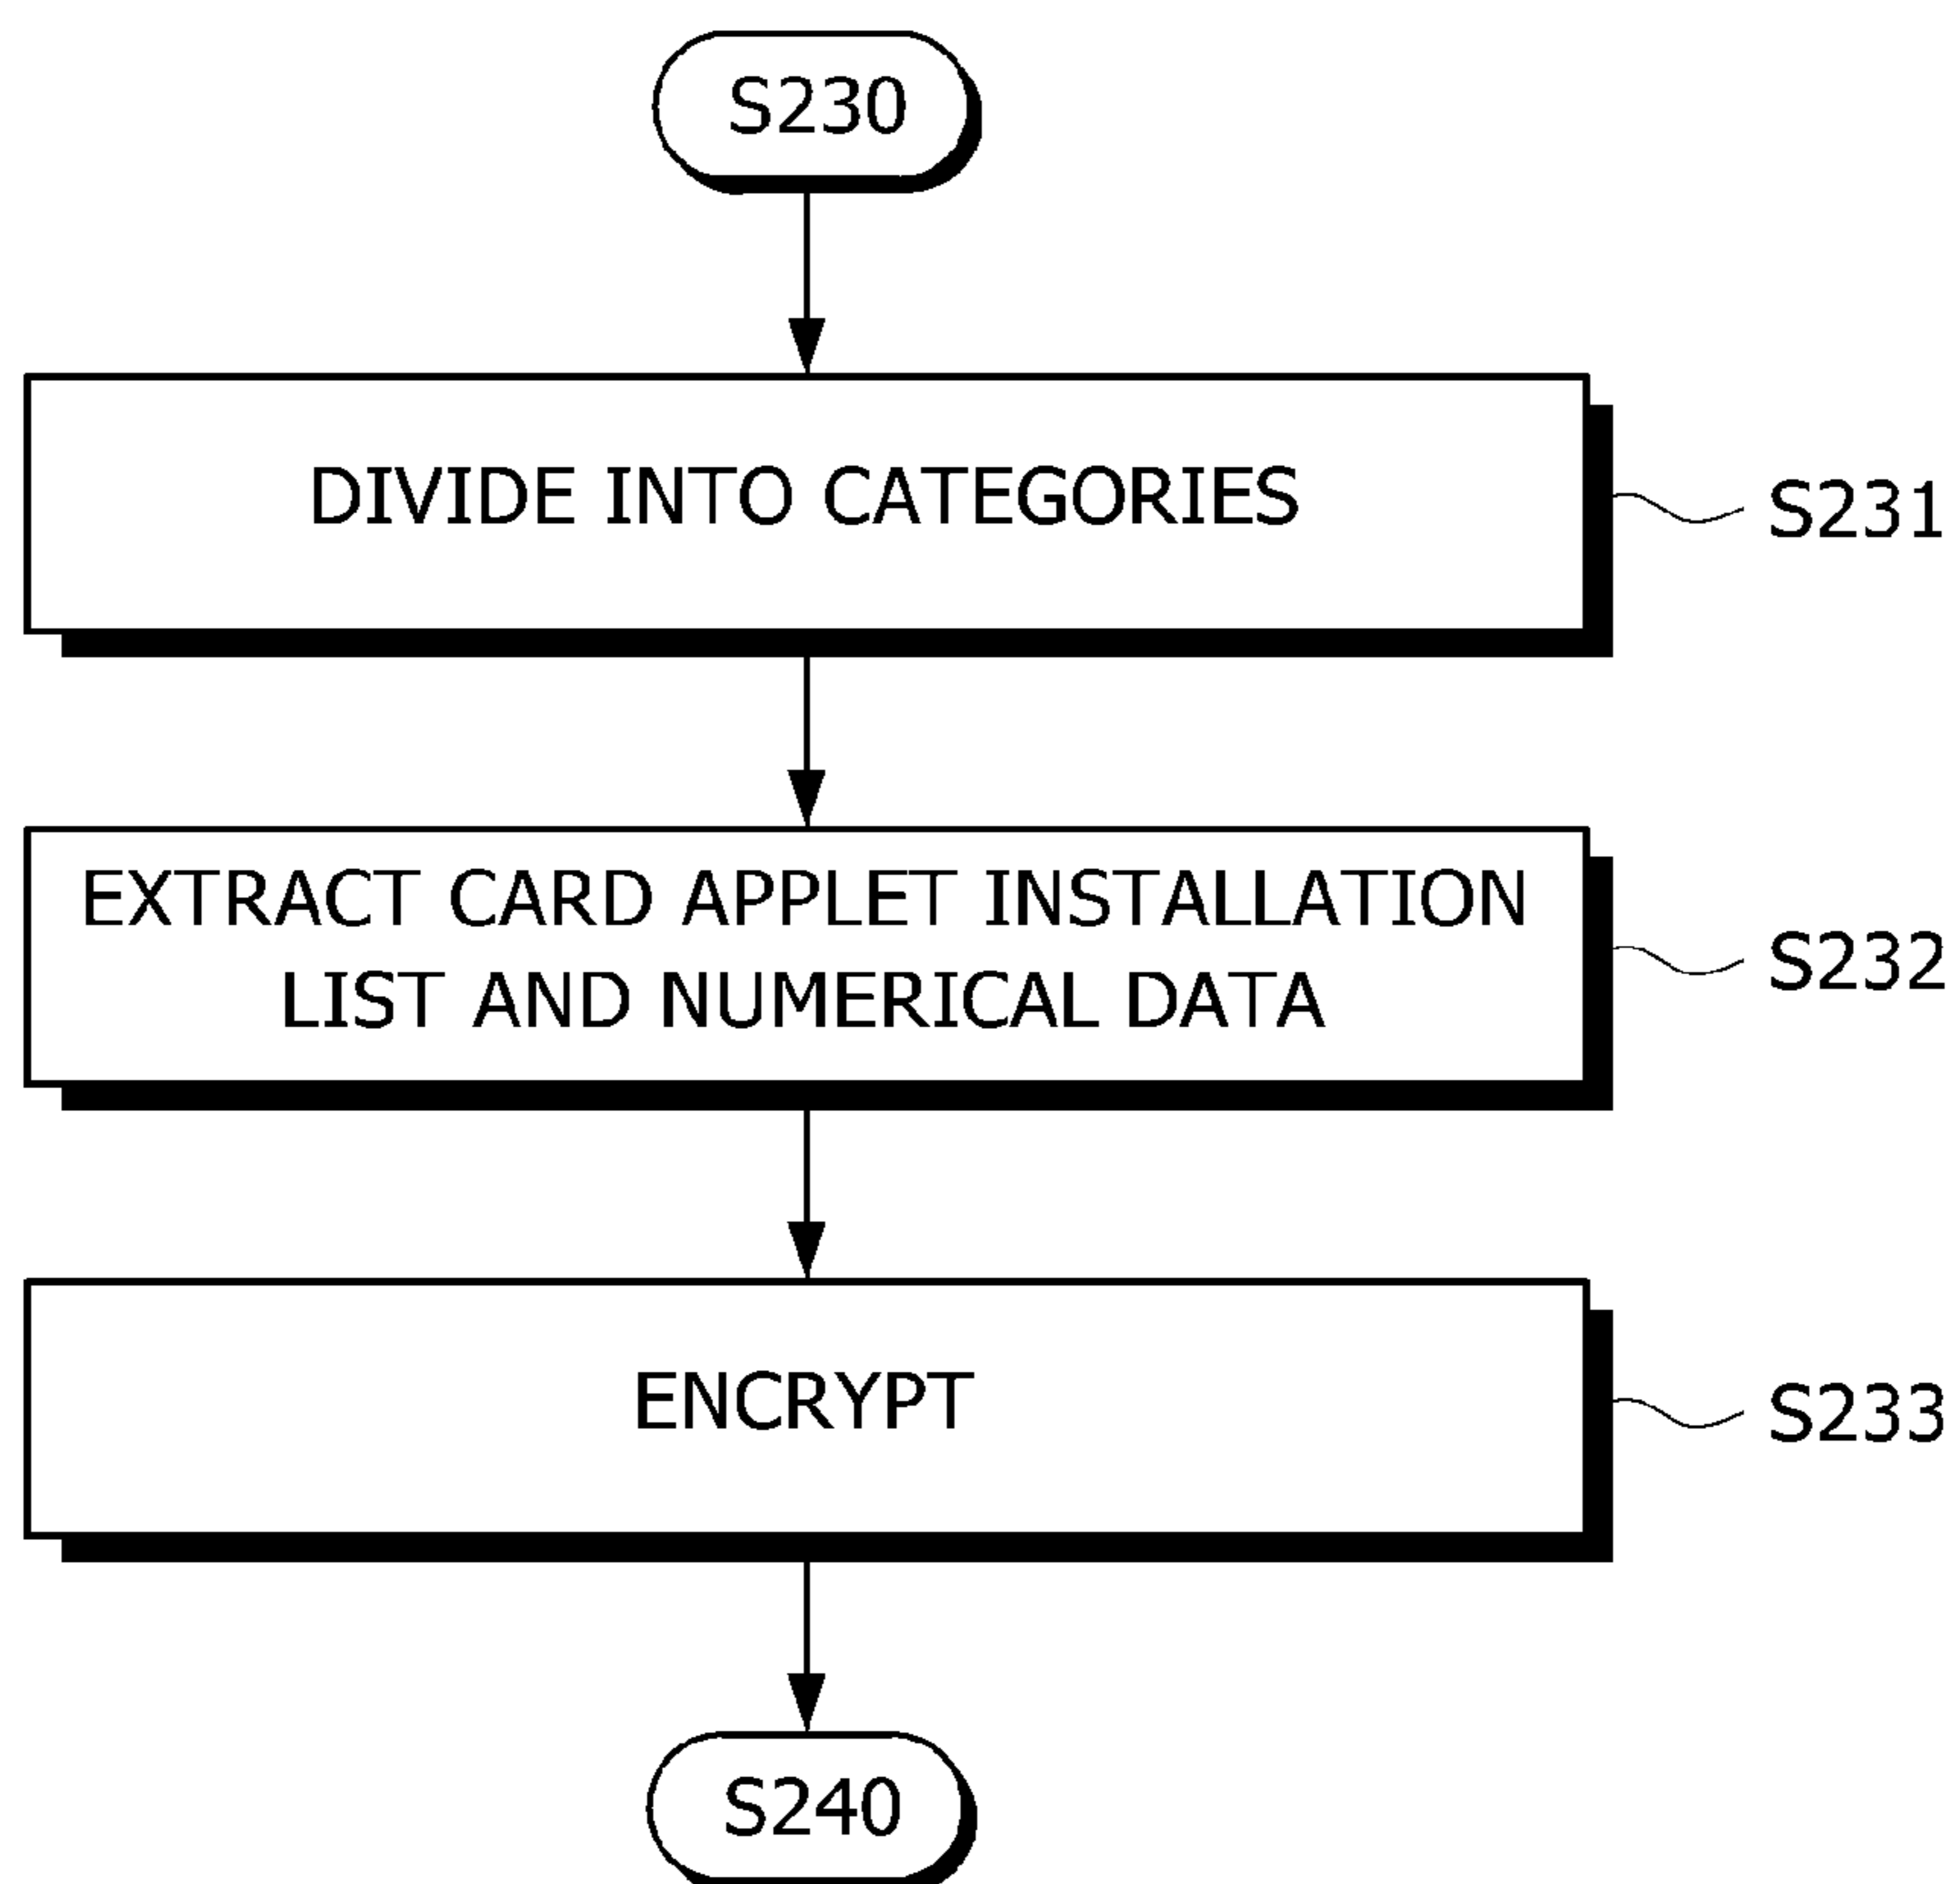 S230
DIVIDE INTO CATEGORIES
S231
EXTRACT CARD APPLET INSTALLATION
LIST AND NUMERICAL DATA
S232
ENCRYPT
S233
S240